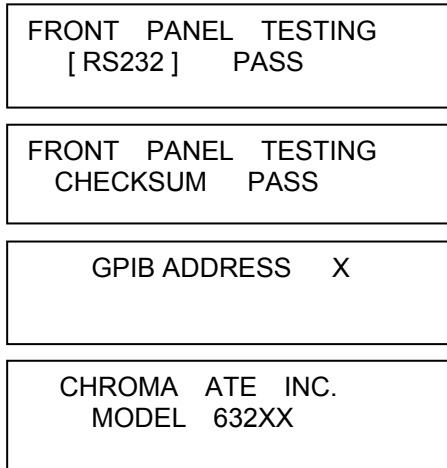 FRONT PANEL TESTING
[ RS232 ] PASS
FRONT PANEL TESTING
CHECKSUM PASS
GPIB ADDRESS X
CHROMA ATE INC.
MODEL 632XX